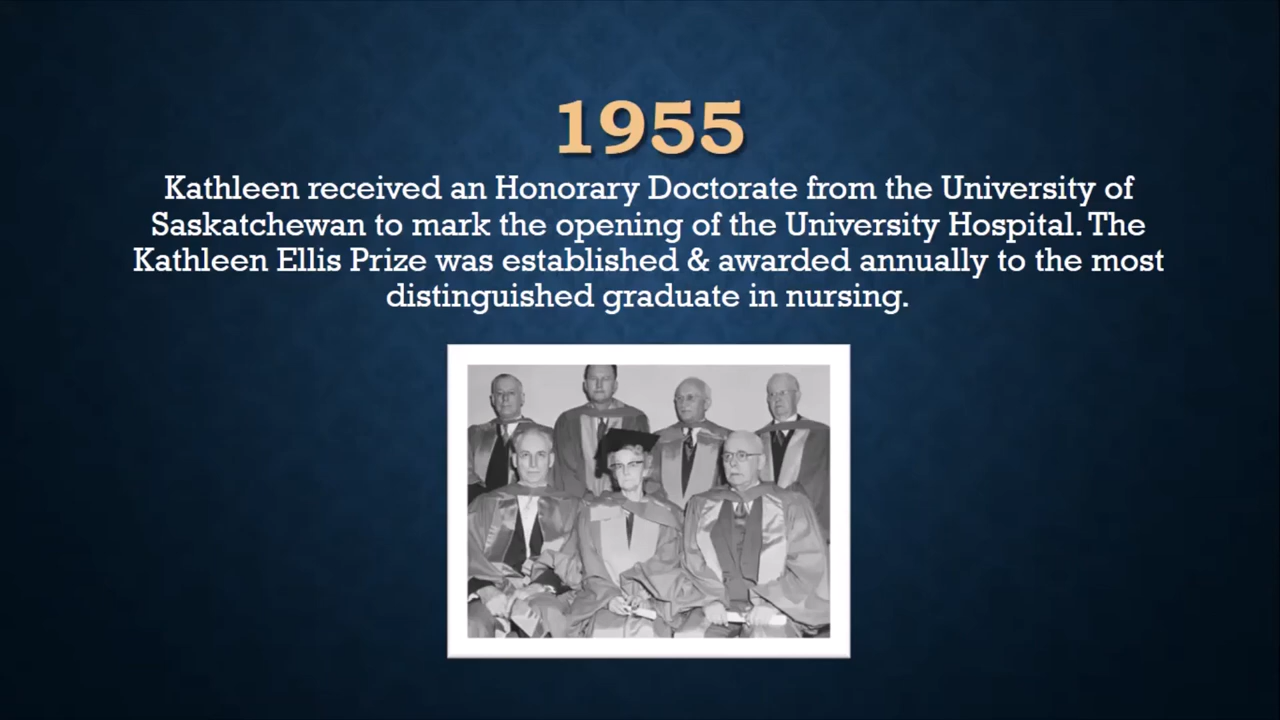 1955
Kathleen received an Honorary Doctorate from the University of
Saskatchewan to mark the opening of the University Hospital. The
Kathleen Ellis Prize was established & awarded annually to the most
distinguished graduate in nursing.